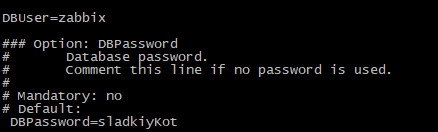 DBUser=zabbix
### Option: DBPassword
#       Database password.
#       Comment this line if no password is used.
#
# Mandatory: no
# Default:
 DBPassword=sladkiyKot